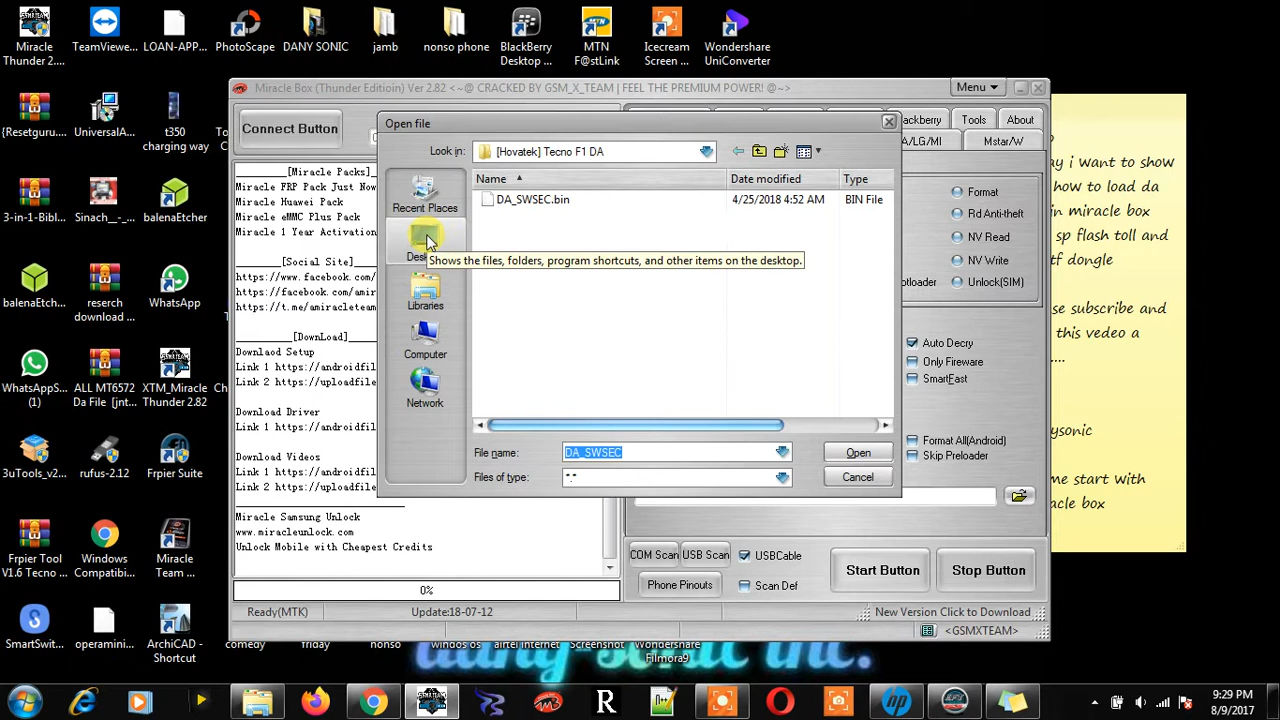 Miracle Thunder 2....
TeamViewe...
LOAN-APP...
PhotoScape
DANY SONIC
jamb
nonso phone
BlackBerry Desktop ...
MTN F@stLink
Icecream Screen ...
Wondershare UniConverter
{Resetguru....
UniversalA...
t350 charging way
3-in-1-Bibl...
Sinach__-_...
balenaEtcher
balenaEtch...
reserch download ...
WhatsApp
WhatsAppS... (1)
ALL MT6572 Da File [jnt...
XTM_Miracle Thunder 2.82
3uTools_v2...
rufus-2.12
Frpier Suite
Frpier Tool V1.6 Tecno ...
Windows Compatibi...
Miracle Team ...
SmartSwit...
operamini...
ArchiCAD - Shortcut
comedy
friday
nonso
windos os
airtel internet
Screenshot
Wondershare Filmora9
Miracle Box (Thunder Editioin) Ver 2.82 <~@ CRACKED BY GSM_X_TEAM | FEEL THE PREMIUM POWER! @~>
Menu
Connect Button
lackberry
Tools
About
A/LG/MI
Mstar/W
[Miracle Packs]
Miracle FRP Pack Just Now
Miracle Huawei Pack
Miracle eMMC Plus Pack
Miracle 1 Year Activation
[Social Site]
https://www.facebook.com/
https://facebook.com/amir
https://t.me/amiracleteam
[DownLoad]
Downlaod Setup
Link 1 https://androidfil
Link 2 https://uploadfile
Download Driver
Link 1 https://androidfil
Download Videos
Link 1 https://androidfil
Link 2 https://uploadfile
Miracle Samsung Unlock
www.miracleunlock.com
Unlock Mobile with Cheapest Credits
0%
Ready(MTK)
Update:18-07-12
New Version Click to Download
<GSMXTEAM>
Open file
Look in:
[Hovatek] Tecno F1 DA
Name
Date modified
Type
DA_SWSEC.bin
4/25/2018 4:52 AM
BIN File
Recent Places
Desk
Shows the files, folders, program shortcuts, and other items on the desktop.
Libraries
Computer
Network
File name:
DA_SWSEC
Open
Files of type:
*.*
Cancel
Format
Rd Anti-theft
NV Read
NV Write
otloader
Unlock(SIM)
Auto Decry
Only Fireware
SmartFast
Format All(Android)
Skip Preloader
COM Scan
USB Scan
USBCable
Phone Pinouts
Scan Def
Start Button
Stop Button
ay i want to show
how to load da
in miracle box
sp flash toll and
tf dongle
se subscribe and
this vedeo a
....
nysonic
me start with
racle box
dany-sonic inc.
9:29 PM
8/9/2017